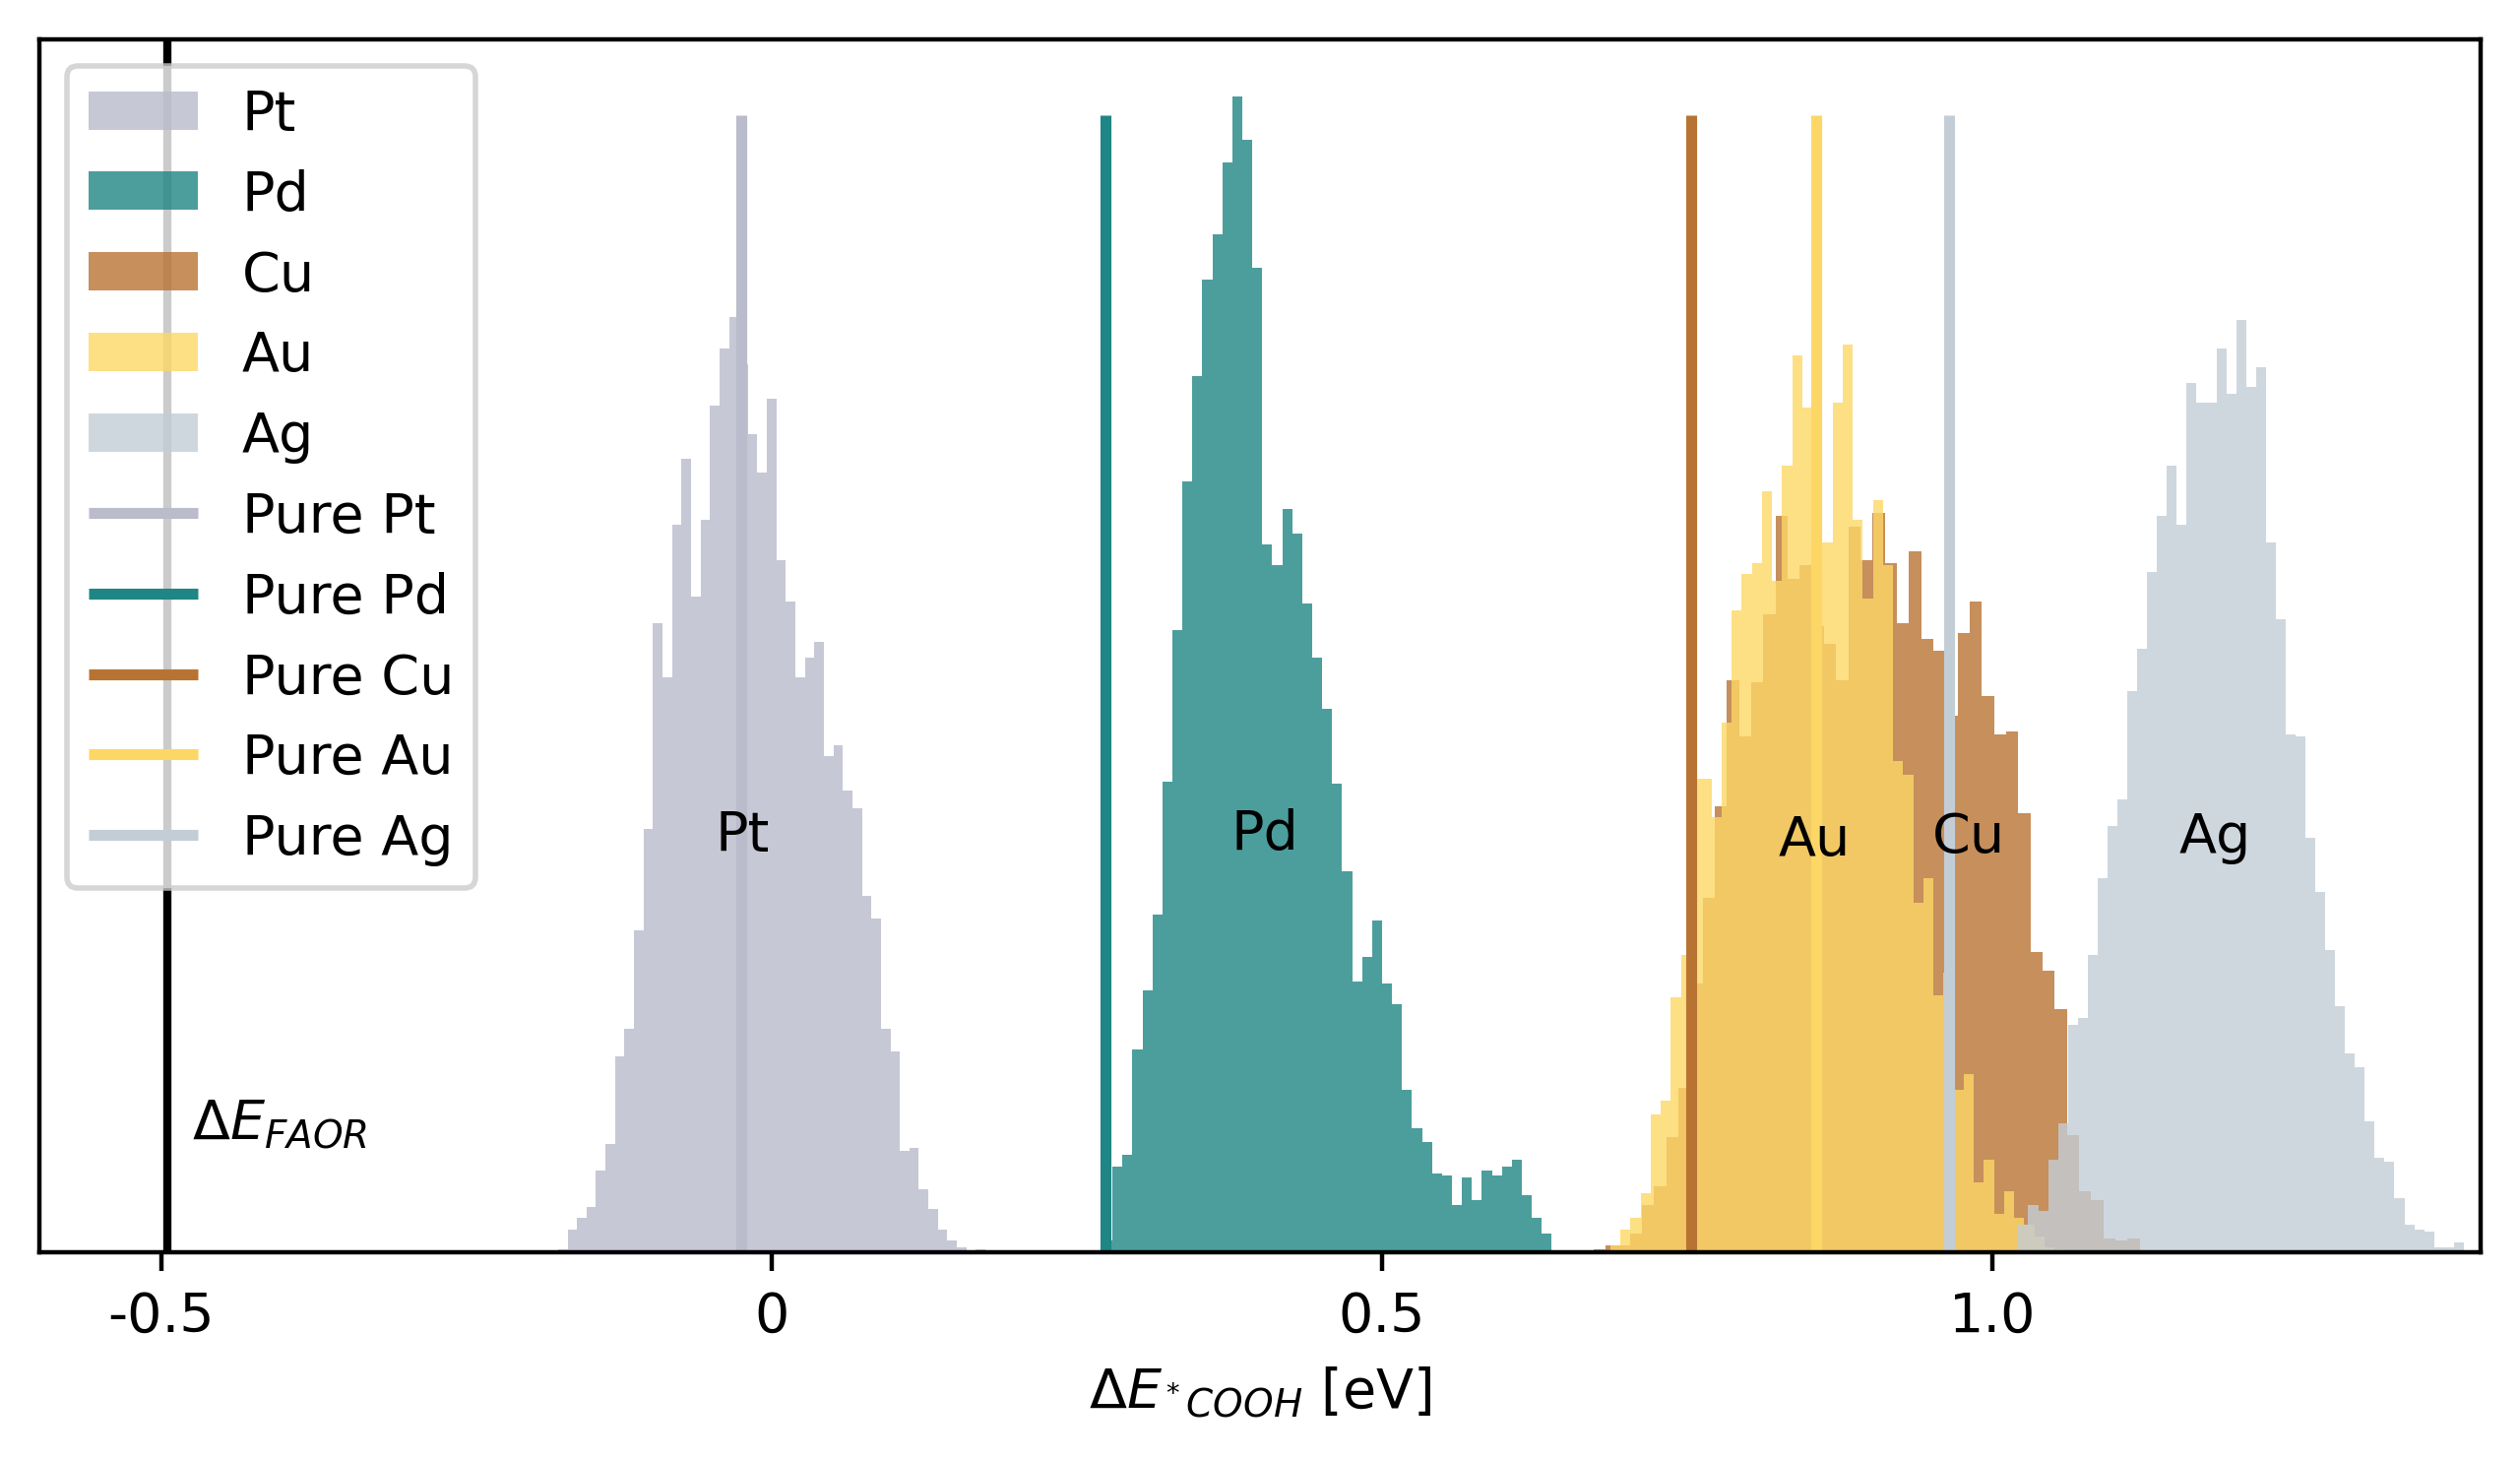 Pt
Pd
Cu
Au
Ag
Pure Pt
Pure Pd
Pure Cu
Pure Au
Pure Ag
Pt
Pd
Au
Cu
Ag
ΔE_FAOR
-0.5
0
0.5
1.0
ΔE_*COOH [eV]